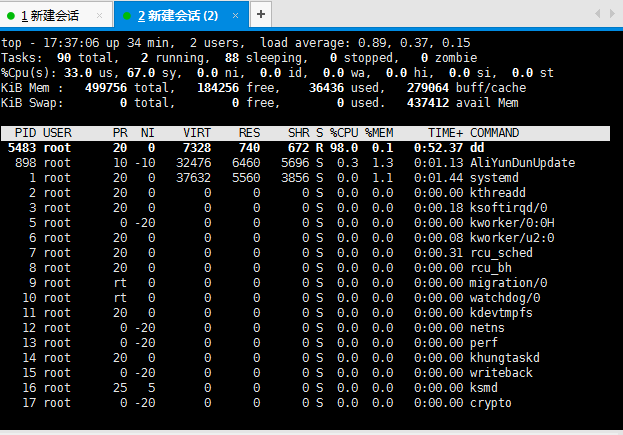 1 新建会话 × 2 新建会话 (2) × +
top - 17:37:06 up 34 min,  2 users,  load average: 0.89, 0.37, 0.15
Tasks:  90 total,   2 running,  88 sleeping,   0 stopped,   0 zombie
%Cpu(s): 33.0 us, 67.0 sy,  0.0 ni,  0.0 id,  0.0 wa,  0.0 hi,  0.0 si,  0.0 st
KiB Mem :   499756 total,   184256 free,    36436 used,   279064 buff/cache
KiB Swap:        0 total,        0 free,        0 used.   437412 avail Mem
PID USER      PR  NI    VIRT    RES    SHR S %CPU %MEM     TIME+ COMMAND
5483 root      20   0    7328    740    672 R 98.0  0.1   0:52.37 dd
898 root      10 -10   32476   6460   5696 S  0.3  1.3   0:01.13 AliYunDunUpdate
1 root      20   0   37632   5560   3856 S  0.0  1.1   0:01.44 systemd
2 root      20   0       0      0      0 S  0.0  0.0   0:00.00 kthreadd
3 root      20   0       0      0      0 S  0.0  0.0   0:00.18 ksoftirqd/0
5 root       0 -20       0      0      0 S  0.0  0.0   0:00.00 kworker/0:0H
6 root      20   0       0      0      0 S  0.0  0.0   0:00.08 kworker/u2:0
7 root      20   0       0      0      0 S  0.0  0.0   0:00.31 rcu_sched
8 root      20   0       0      0      0 S  0.0  0.0   0:00.00 rcu_bh
9 root      rt   0       0      0      0 S  0.0  0.0   0:00.00 migration/0
10 root      rt   0       0      0      0 S  0.0  0.0   0:00.00 watchdog/0
11 root      20   0       0      0      0 S  0.0  0.0   0:00.00 kdevtmpfs
12 root       0 -20       0      0      0 S  0.0  0.0   0:00.00 netns
13 root       0 -20       0      0      0 S  0.0  0.0   0:00.00 perf
14 root      20   0       0      0      0 S  0.0  0.0   0:00.00 khungtaskd
15 root       0 -20       0      0      0 S  0.0  0.0   0:00.00 writeback
16 root      25   5       0      0      0 S  0.0  0.0   0:00.00 ksmd
17 root       0 -20       0      0      0 S  0.0  0.0   0:00.00 crypto